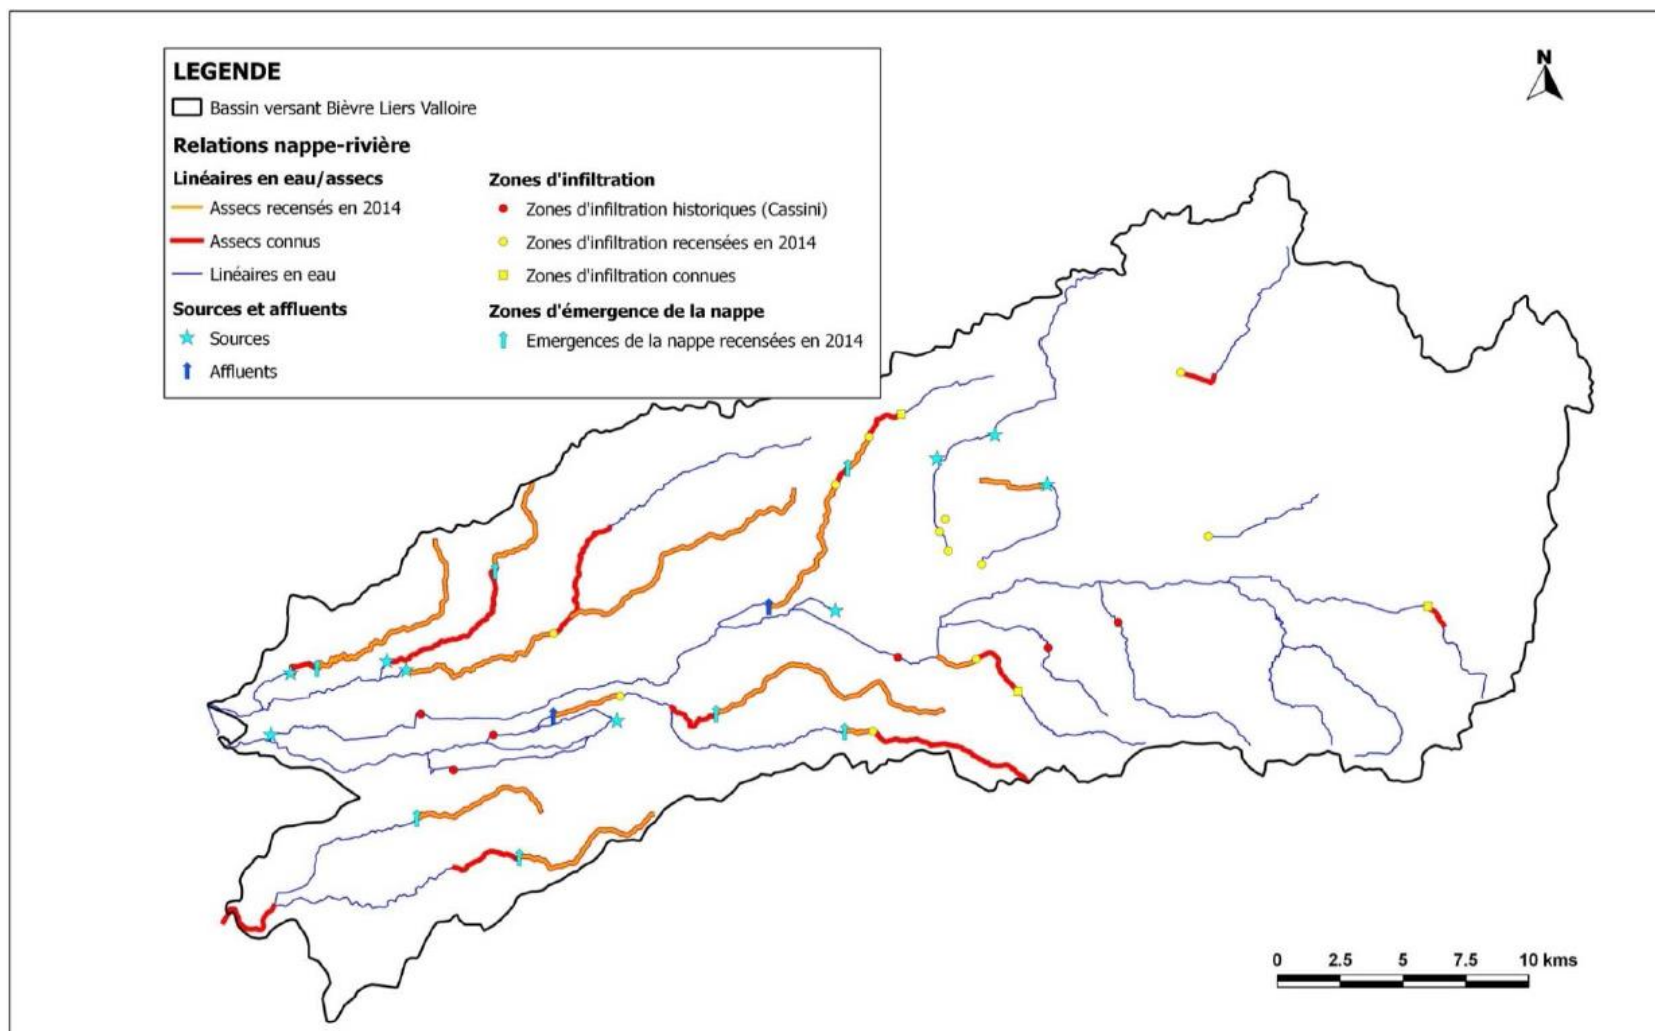 N
LEGENDE
Bassin versant Bièvre Liers Valloire
Relations nappe-rivière
Linéaires en eau/assecs
Assecs recensés en 2014
Assecs connus
Linéaires en eau
Sources et affluents
Sources
Affluents
Zones d'infiltration
Zones d'infiltration historiques (Cassini)
Zones d'infiltration recensées en 2014
Zones d'infiltration connues
Zones d'émergence de la nappe
Emergences de la nappe recensées en 2014
0 2.5 5 7.5 10 kms